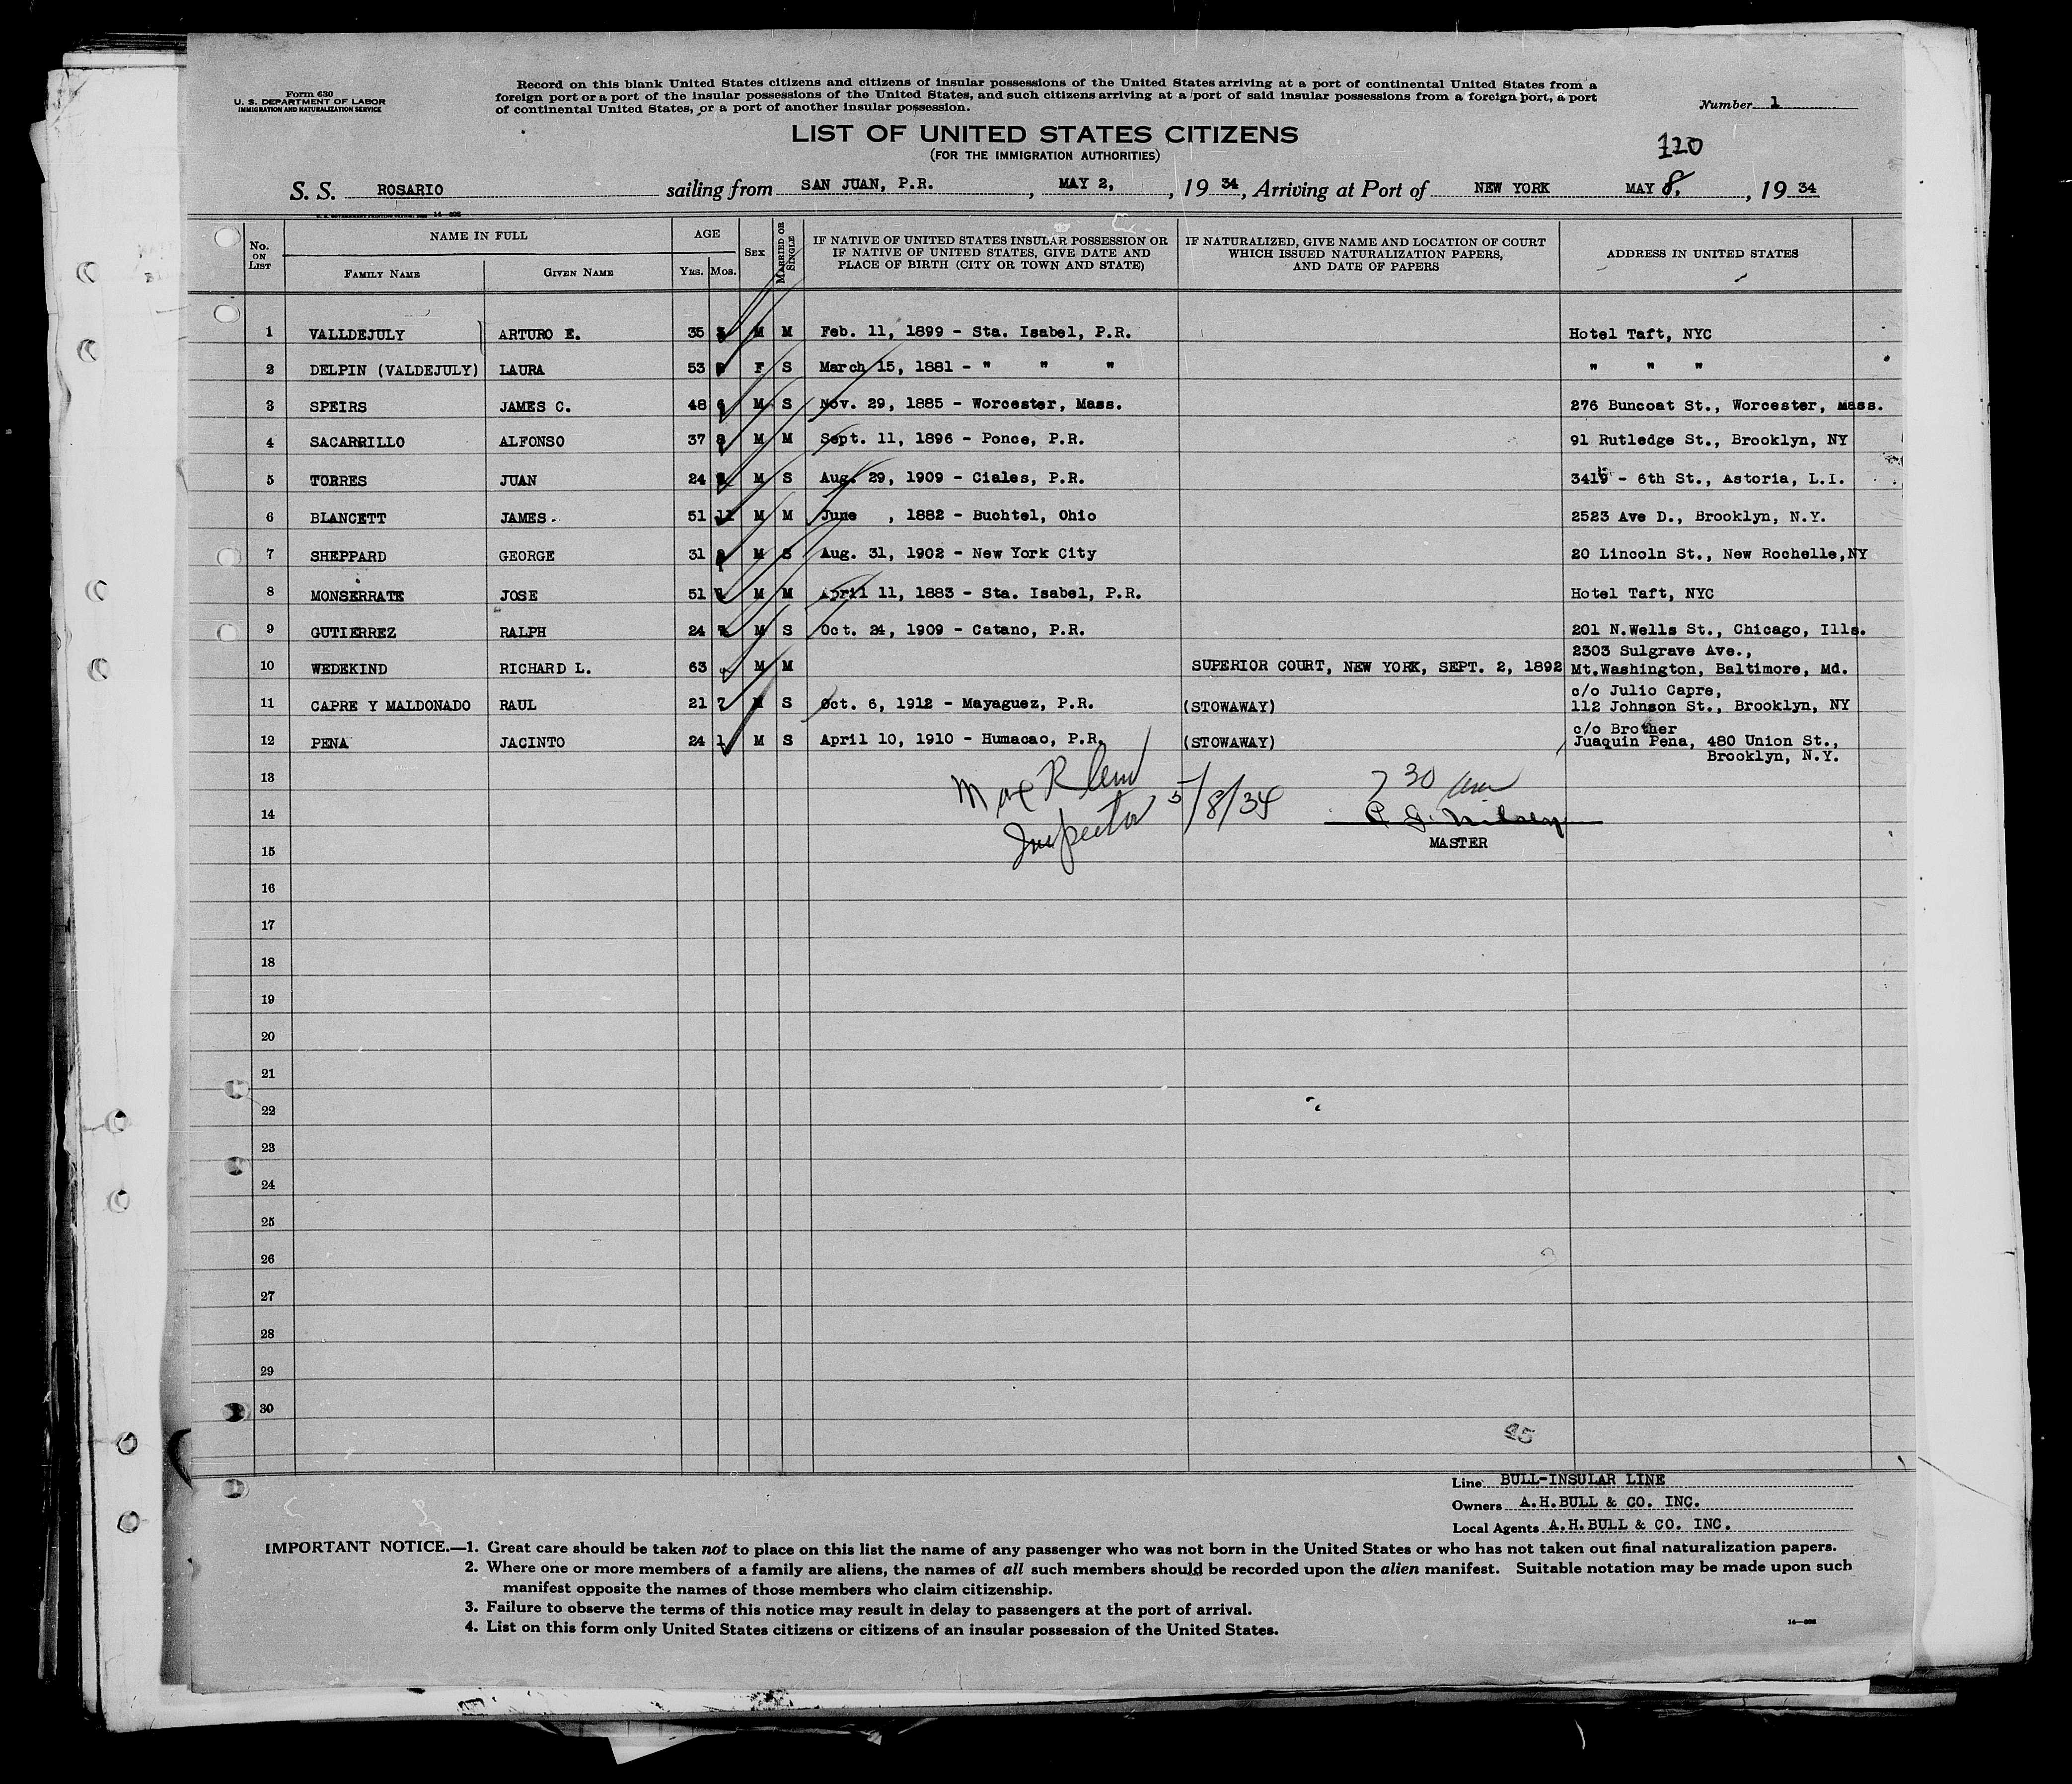 Form 630
U. S. DEPARTMENT OF LABOR
IMMIGRATION AND NATURALIZATION SERVICE
Record on this blank United States citizens and citizens of insular possessions of the United States arriving at a port of continental United States from a
foreign port or a port of the insular possessions of the United States, and such citizens arriving at a port of said insular possessions from a foreign port, a port
of continental United States, or a port of another insular possession.
Number 1
LIST OF UNITED STATES CITIZENS
(FOR THE IMMIGRATION AUTHORITIES)
120
S. S. ROSARIO sailing from SAN JUAN, P.R. , MAY 2, , 19 34, Arriving at Port of NEW YORK MAY 8, , 19 34
No. ON LIST
NAME IN FULL
FAMILY NAME
GIVEN NAME
AGE
YRS. MOS.
SEX
MARRIED OR SINGLE
IF NATIVE OF UNITED STATES INSULAR POSSESSION OR
IF NATIVE OF UNITED STATES, GIVE DATE AND
PLACE OF BIRTH (CITY OR TOWN AND STATE)
IF NATURALIZED, GIVE NAME AND LOCATION OF COURT
WHICH ISSUED NATURALIZATION PAPERS,
AND DATE OF PAPERS
ADDRESS IN UNITED STATES
1 VALLDEJULY ARTURO E. 35 M M Feb. 11, 1899 - Sta. Isabel, P.R. Hotel Taft, NYC
2 DELPIN (VALDEJULY) LAURA 53 F S March 15, 1881 - " " " " " "
3 SPEIRS JAMES C. 48 M S Nov. 29, 1885 - Worcester, Mass. 276 Buncoat St., Worcester, Mass.
4 SACARRILLO ALFONSO 37 8 M M Sept. 11, 1896 - Ponce, P.R. 91 Rutledge St., Brooklyn, NY
5 TORRES JUAN 24 M S Aug. 29, 1909 - Ciales, P.R. - 6th St., Astoria, L.I.
6 BLANCETT JAMES. 51 11 M M June , 1882 - Buchtel, Ohio 2523 Ave D., Brooklyn, N.Y.
7 SHEPPARD GEORGE 31 M S Aug. 31, 1902 - New York City 20 Lincoln St., New Rochelle,NY
8 MONSERRATE JOSE 51 M M April 11, 1883 - Sta. Isabel, P.R. Hotel Taft, NYC
9 GUTIERREZ RALPH 24 M S Oct. 24, 1909 - Catano, P.R. 201 N.Wells St., Chicago, Ills.
10 WEDEKIND RICHARD L. 63 M M SUPERIOR COURT, NEW YORK, SEPT. 2, 1892 2303 Sulgrave Ave.,
Mt.Washington, Baltimore, Md.
11 CAPRE Y MALDONADO RAUL 21 7 M S Oct. 6, 1912 - Mayaguez, P.R. (STOWAWAY) c/o Julio Capre,
112 Johnson St., Brooklyn, NY
12 PENA JACINTO 24 1 M S April 10, 1910 - Humacao, P.R. (STOWAWAY) c/o Brother
Juaquin Pena, 480 Union St.,
Brooklyn, N.Y.
13
Max
7 30 am
14
Inspector 5/8/34
MASTER
15
16
17
18
19
20
21
22
23
24
25
26
27
28
29
30
Line BULL-INSULAR LINE
Owners A.H.BULL & CO. INC.
Local Agents A.H.BULL & CO. INC.
IMPORTANT NOTICE.—1. Great care should be taken not to place on this list the name of any passenger who was not born in the United States or who has not taken out final naturalization papers.
2. Where one or more members of a family are aliens, the names of all such members should be recorded upon the alien manifest. Suitable notation may be made upon such
manifest opposite the names of those members who claim citizenship.
3. Failure to observe the terms of this notice may result in delay to passengers at the port of arrival.
4. List on this form only United States citizens or citizens of an insular possession of the United States.